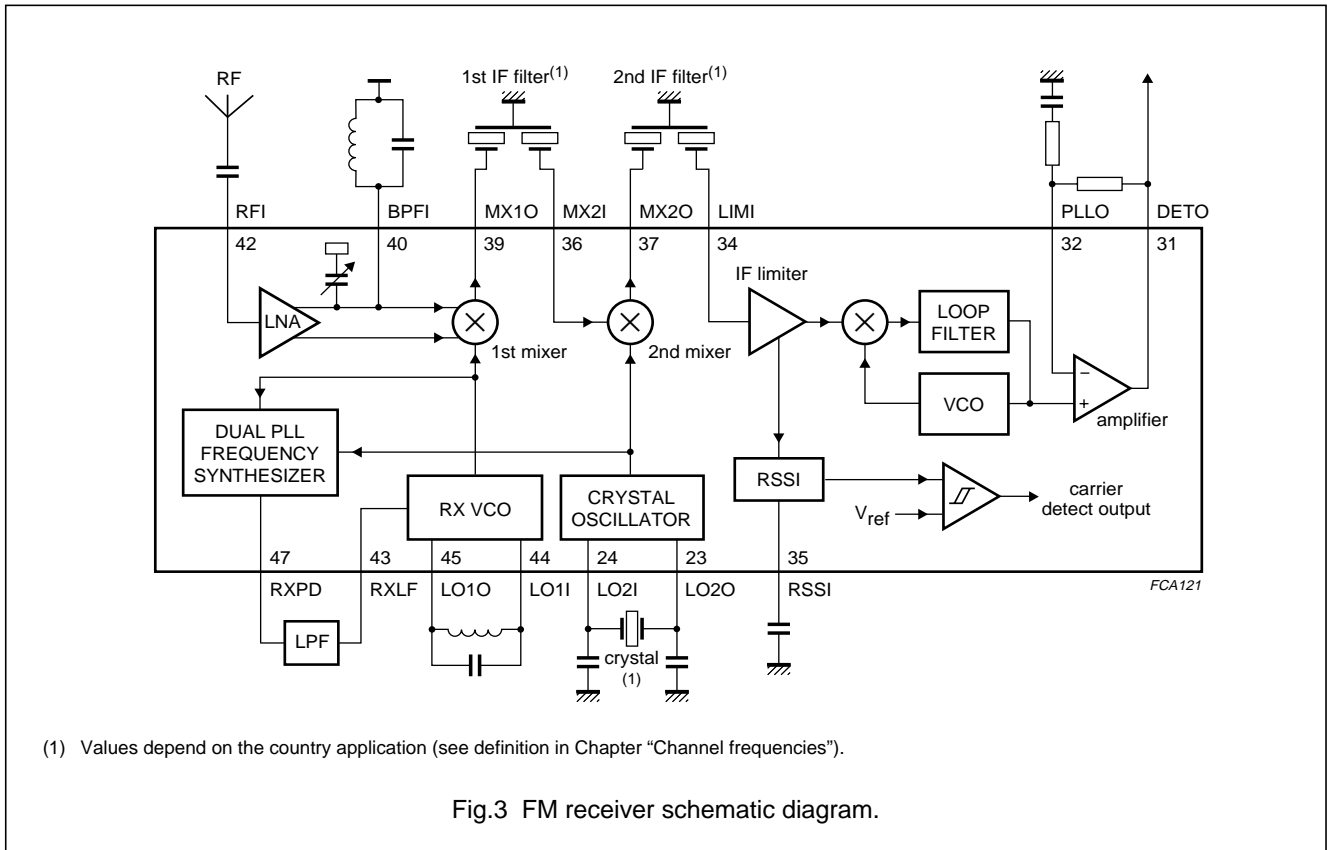 RF
1st IF filter(1)
2nd IF filter(1)
RFI
BPFI
MX1O
MX2I
MX2O
LIMI
PLLO
DETO
42
40
39
36
37
34
32
31
IF limiter
LNA
1st mixer
2nd mixer
LOOP
FILTER
VCO
−
+
amplifier
DUAL PLL
FREQUENCY
SYNTHESIZER
RX VCO
CRYSTAL
OSCILLATOR
RSSI
Vref
carrier
detect output
47
43
45
44
24
23
35
RXPD
RXLF
LO1O
LO1I
LO2I
LO2O
RSSI
FCA121
LPF
crystal
(1)
(1) Values depend on the country application (see definition in Chapter “Channel frequencies”).
Fig.3 FM receiver schematic diagram.